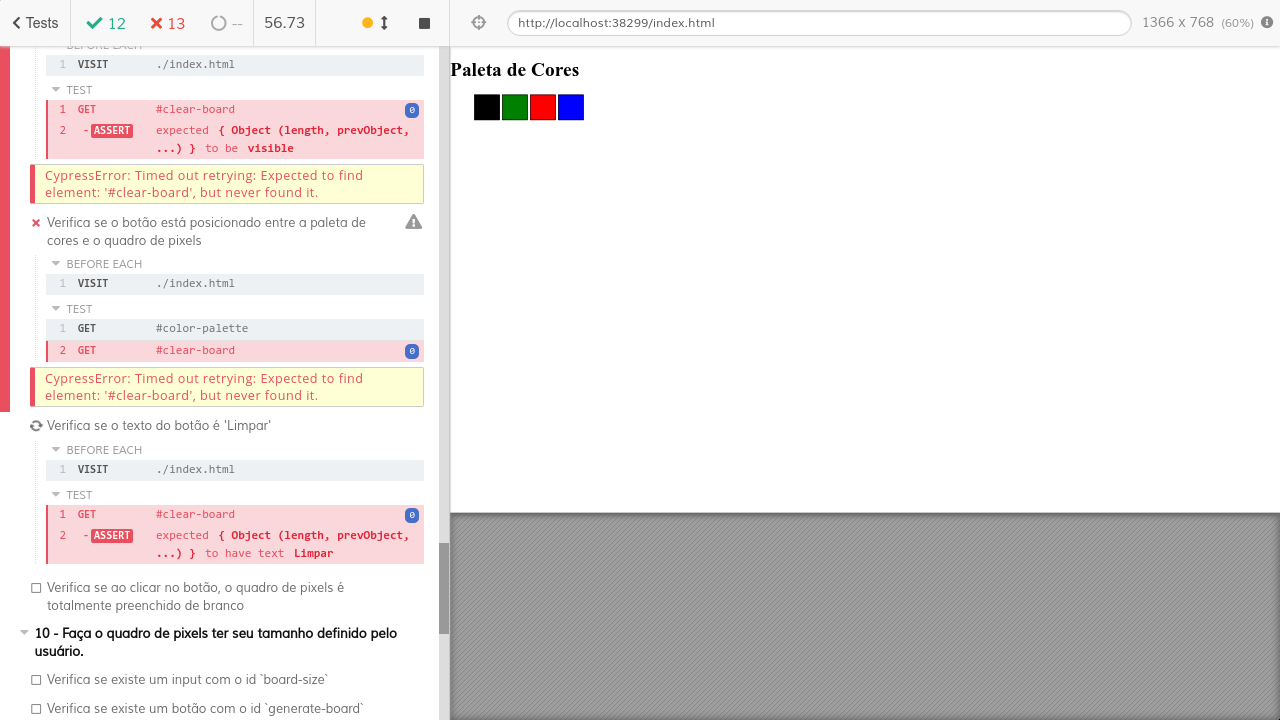 Tests
12
13
--
56.73
http://localhost:38299/index.html
1366 x 768 (60%)
BEFORE EACH
1 VISIT ./index.html
TEST
1 GET #clear-board 0
2 -ASSERT expected { Object (length, prevObject,
...) } to be visible
CypressError: Timed out retrying: Expected to find
element: '#clear-board', but never found it.
Verifica se o botão está posicionado entre a paleta de
cores e o quadro de pixels
BEFORE EACH
1 VISIT ./index.html
TEST
1 GET #color-palette
2 GET #clear-board 0
CypressError: Timed out retrying: Expected to find
element: '#clear-board', but never found it.
Verifica se o texto do botão é 'Limpar'
BEFORE EACH
1 VISIT ./index.html
TEST
1 GET #clear-board 0
2 -ASSERT expected { Object (length, prevObject,
...) } to have text Limpar
Verifica se ao clicar no botão, o quadro de pixels é
totalmente preenchido de branco
10 - Faça o quadro de pixels ter seu tamanho definido pelo
usuário.
Verifica se existe um input com o id `board-size`
Verifica se existe um botão com o id `generate-board`
Paleta de Cores